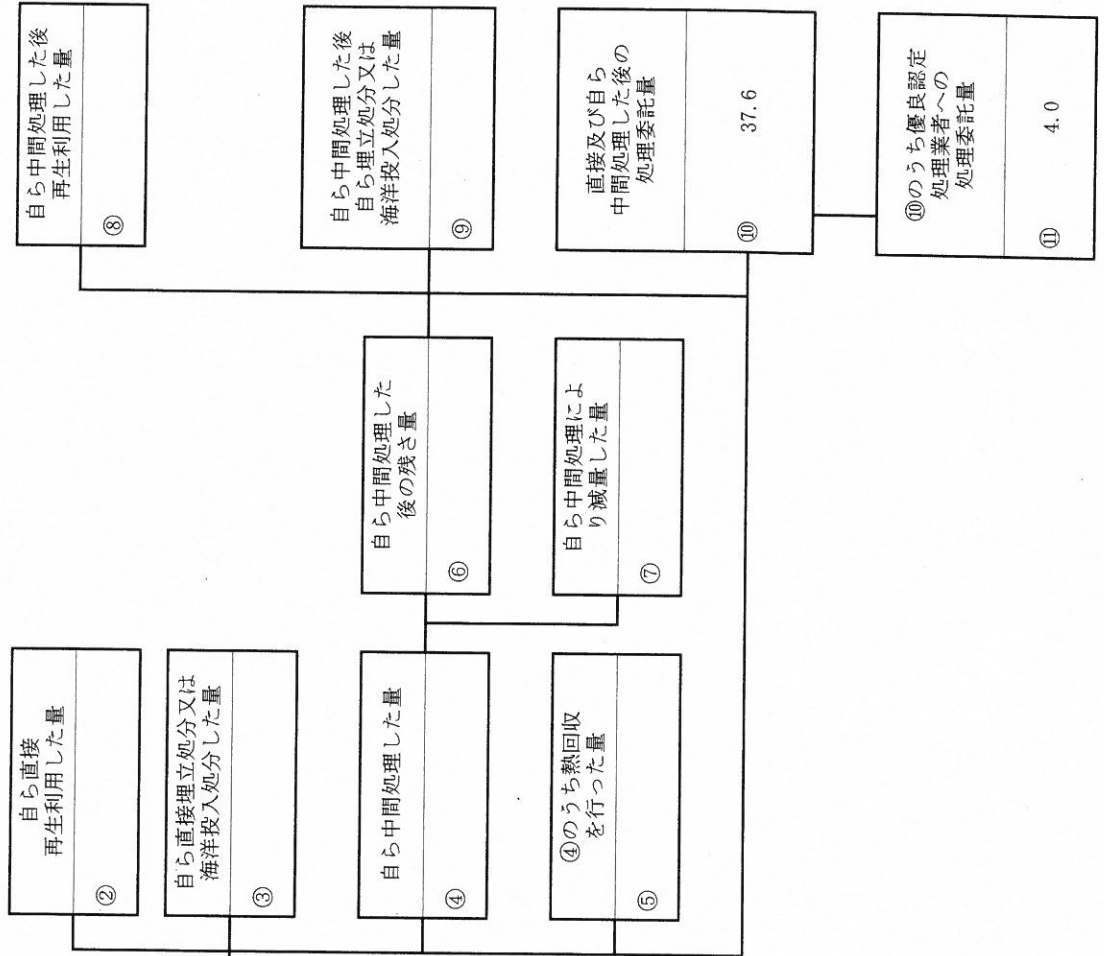 自ら直接
再生利用した量
②
自ら直接埋立処分又は
海洋投入処分した量
③
自ら中間処理した量
④
④のうち熱回収
を行った量
⑤
自ら中間処理した
後の残さ量
⑥
自ら中間処理によ
り減量した量
⑦
自ら中間処理した後
再生利用した量
⑧
自ら中間処理した後
自ら埋立処分又は
海洋投入処分した量
⑨
直接及び自ら
中間処理した後の
処理委託量
⑩
37.6
⑩のうち優良認定
処理業者への
処理委託量
⑪
4.0